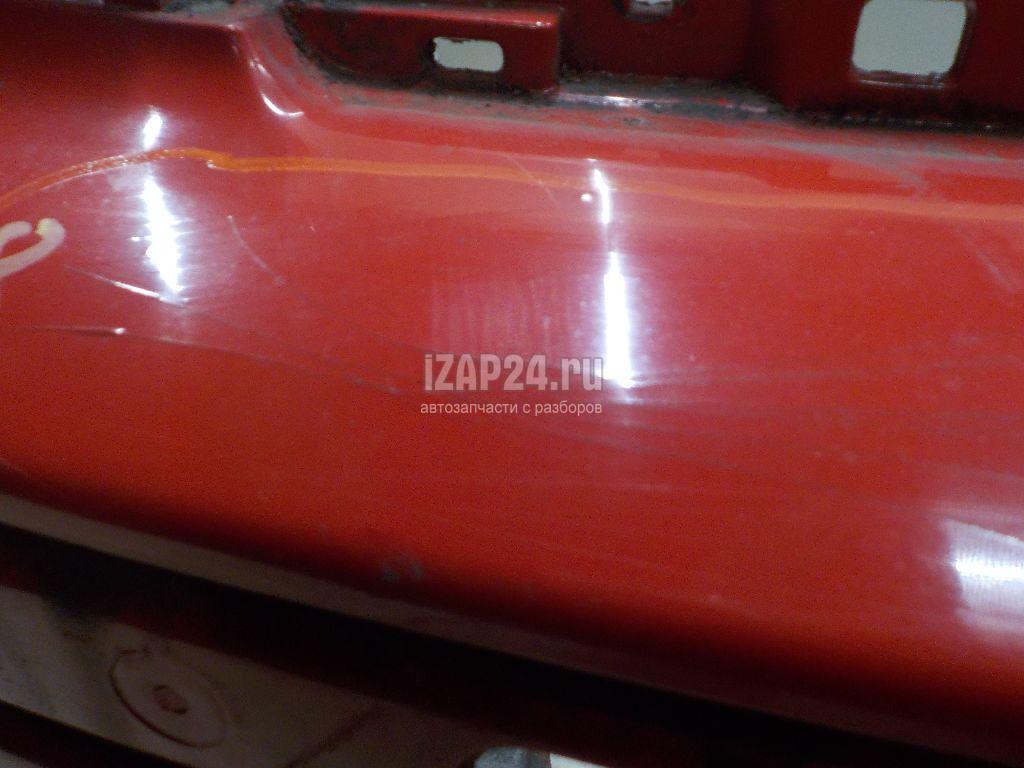 iZAP24.ru
автозапчасти с разборов